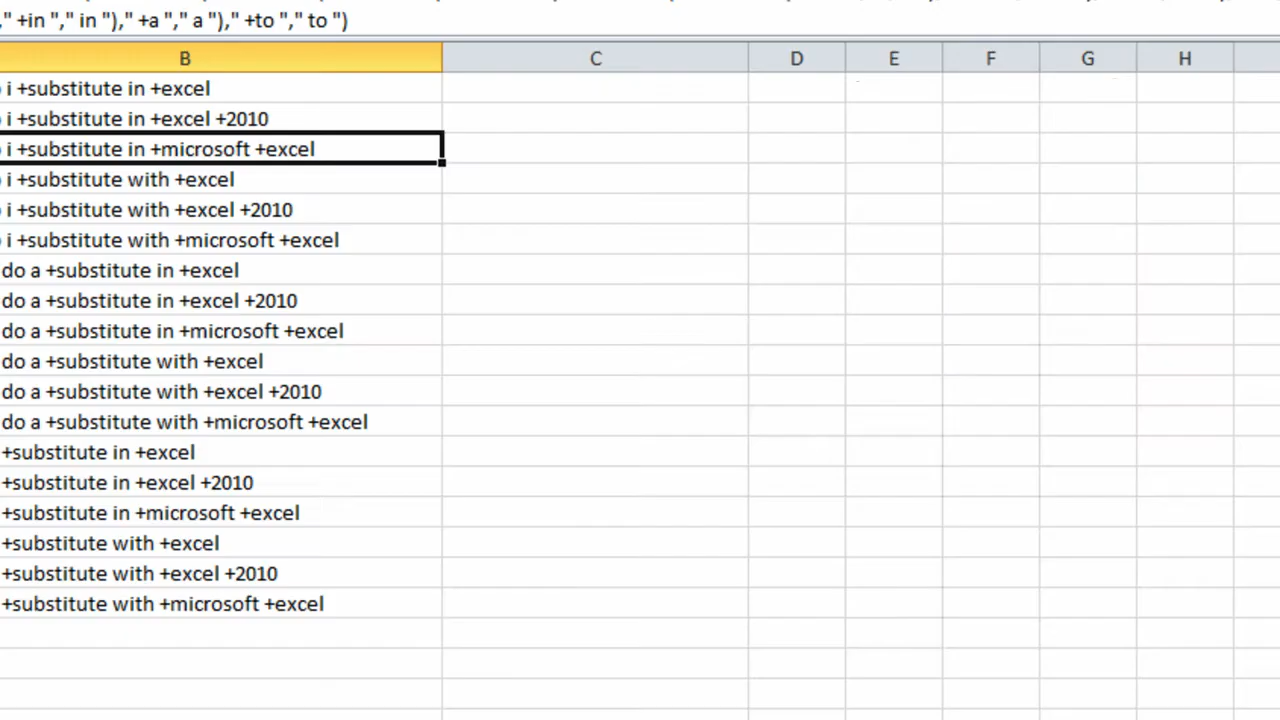 ," +in "," in ")," +a "," a ")," +to "," to ")
B C D E F G H
i +substitute in +excel
i +substitute in +excel +2010
i +substitute in +microsoft +excel
i +substitute with +excel
i +substitute with +excel +2010
i +substitute with +microsoft +excel
do a +substitute in +excel
do a +substitute in +excel +2010
do a +substitute in +microsoft +excel
do a +substitute with +excel
do a +substitute with +excel +2010
do a +substitute with +microsoft +excel
+substitute in +excel
+substitute in +excel +2010
+substitute in +microsoft +excel
+substitute with +excel
+substitute with +excel +2010
+substitute with +microsoft +excel